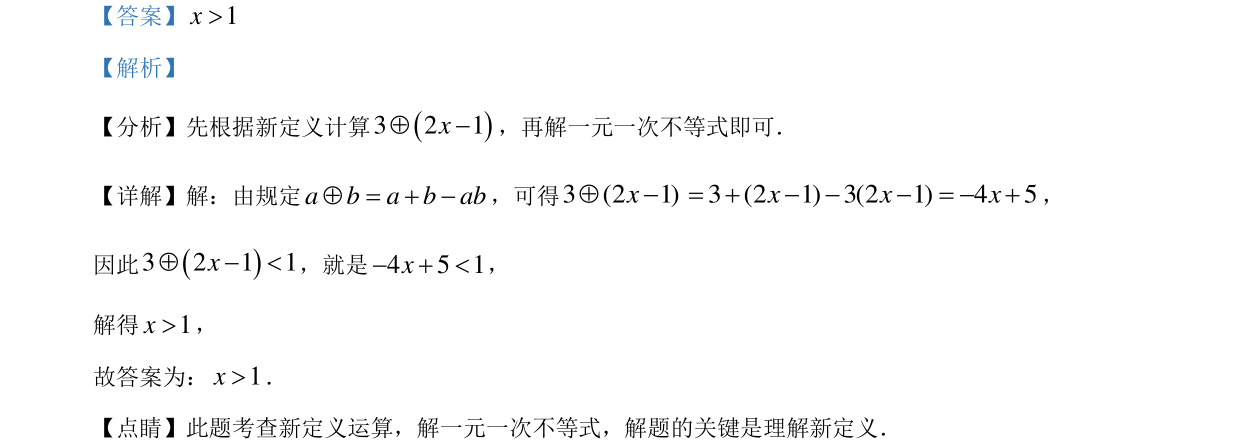 【答案】x>1
【解析】
【分析】先根据新定义计算3⊕(2x−1)，再解一元一次不等式即可．
【详解】解：由规定a⊕b=a+b−ab，可得3⊕(2x−1)=3+(2x−1)−3(2x−1)=−4x+5，
因此3⊕(2x−1)<1，就是−4x+5<1，
解得x>1，
故答案为：x>1．
【点睛】此题考查新定义运算，解一元一次不等式，解题的关键是理解新定义．